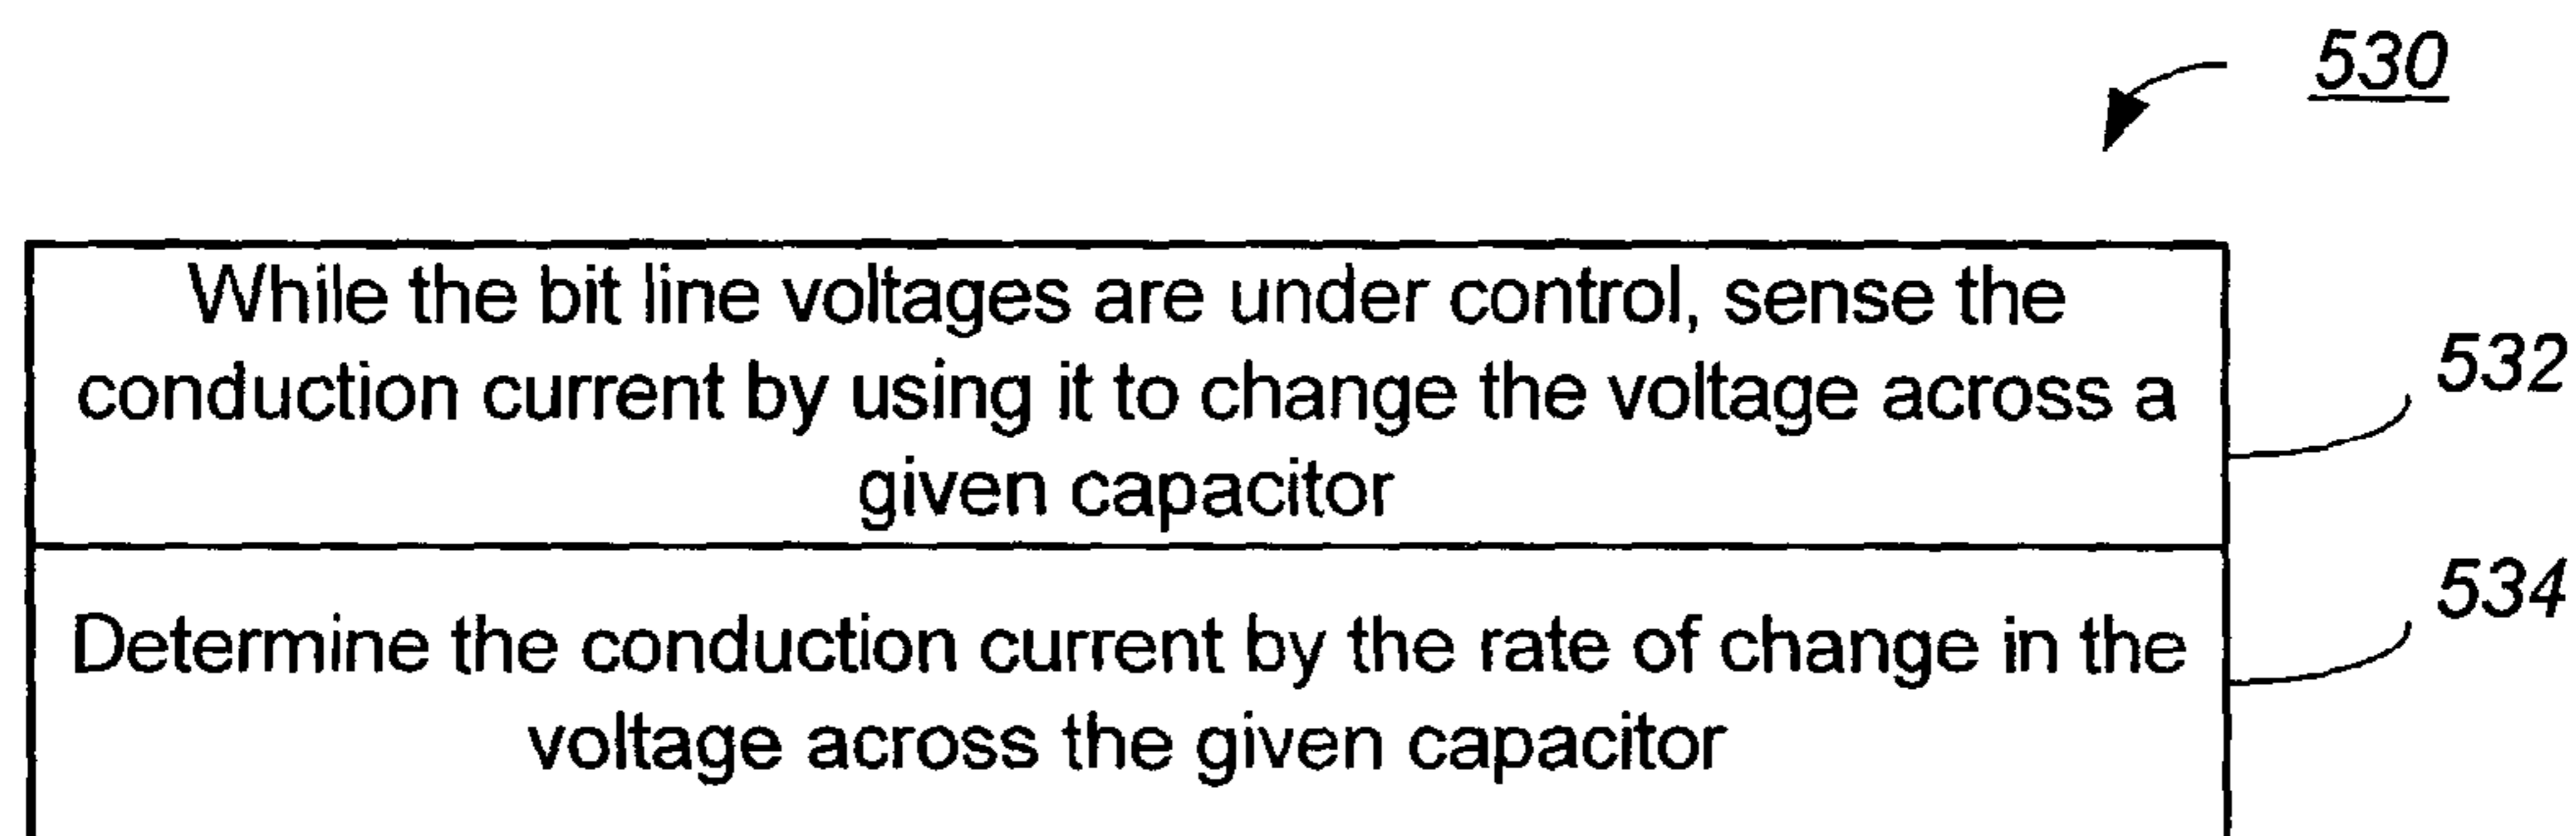 530
While the bit line voltages are under control, sense the
conduction current by using it to change the voltage across a
given capacitor
532
Determine the conduction current by the rate of change in the
voltage across the given capacitor
534